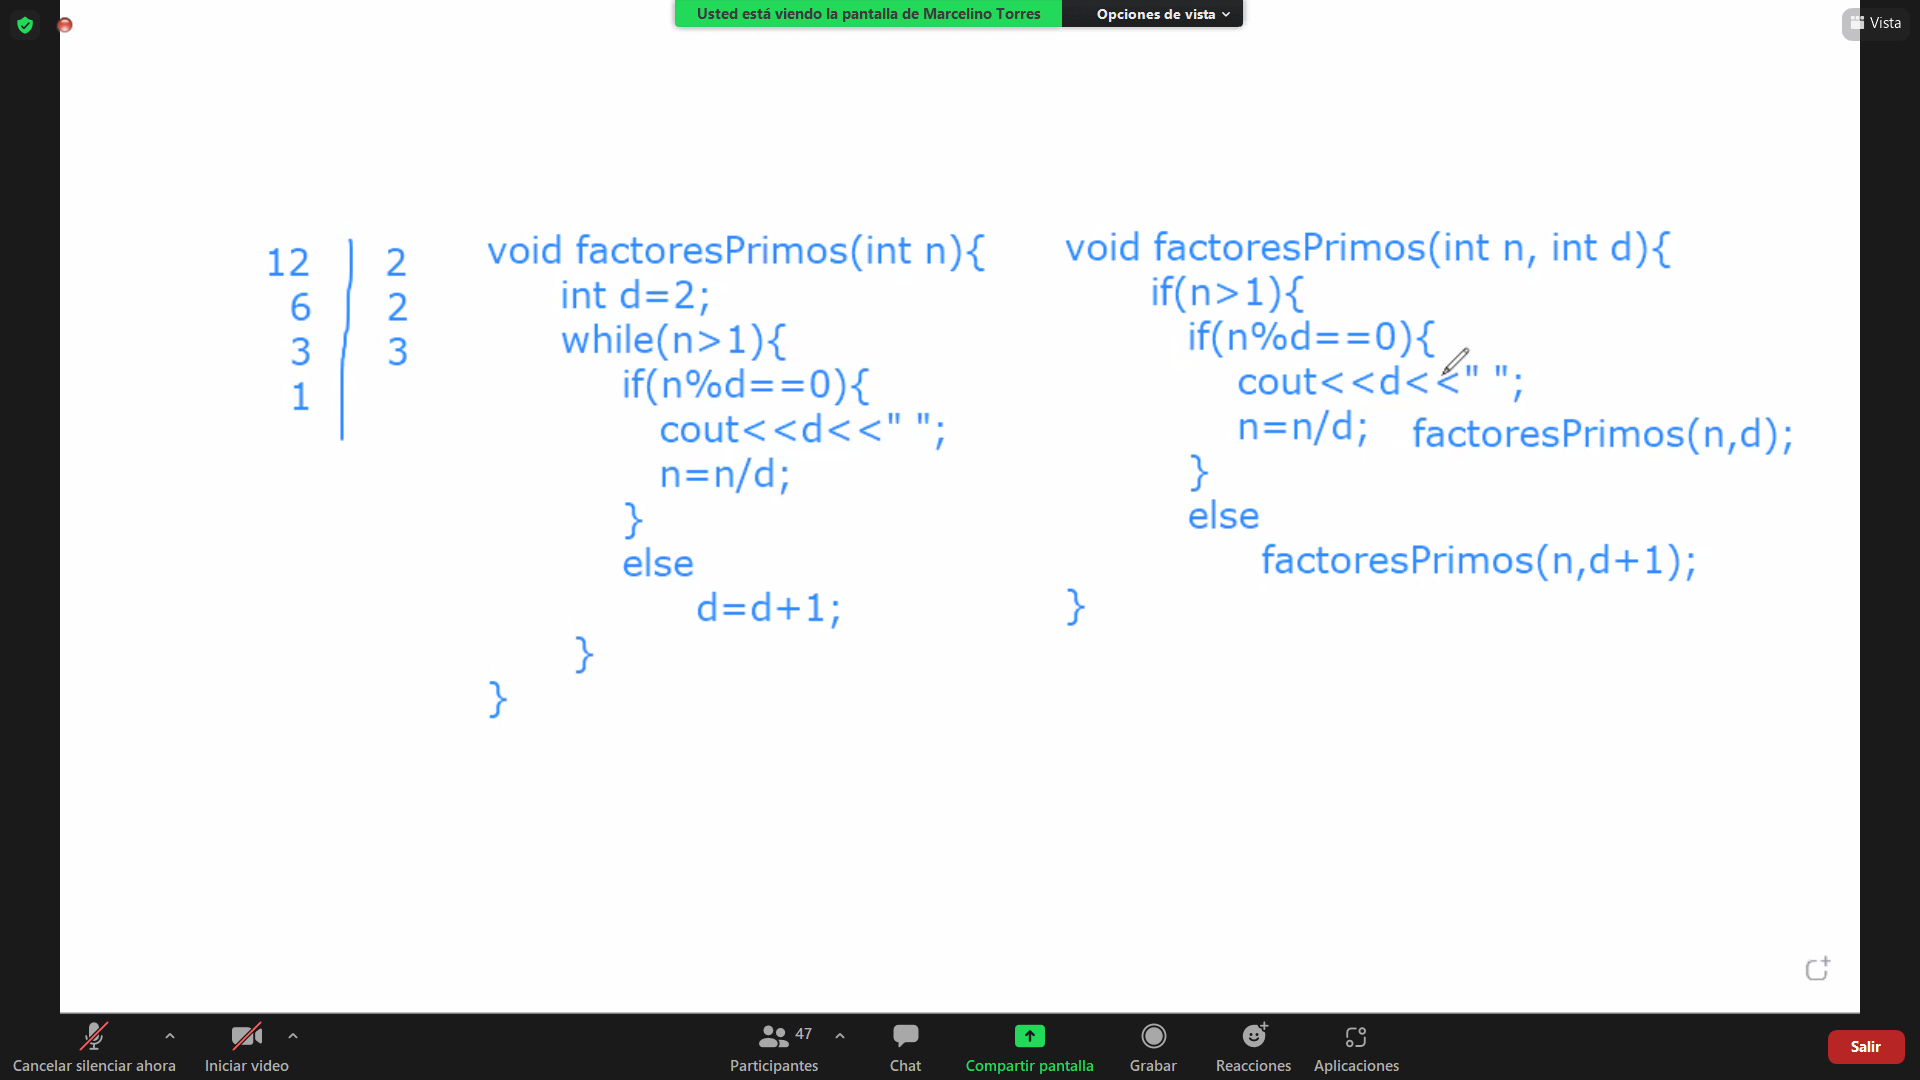 Usted está viendo la pantalla de Marcelino Torres
Opciones de vista
Vista
12 2
6 2
3 3
1
void factoresPrimos(int n){
int d=2;
while(n>1){
if(n%d==0){
cout<<d<<" ";
n=n/d;
}
else
d=d+1;
}
}
void factoresPrimos(int n, int d){
if(n>1){
if(n%d==0){
cout<<d<<" ";
n=n/d; factoresPrimos(n,d);
}
else
factoresPrimos(n,d+1);
}
Cancelar silenciar ahora
Iniciar video
47
Participantes
Chat
Compartir pantalla
Grabar
Reacciones
Aplicaciones
Salir